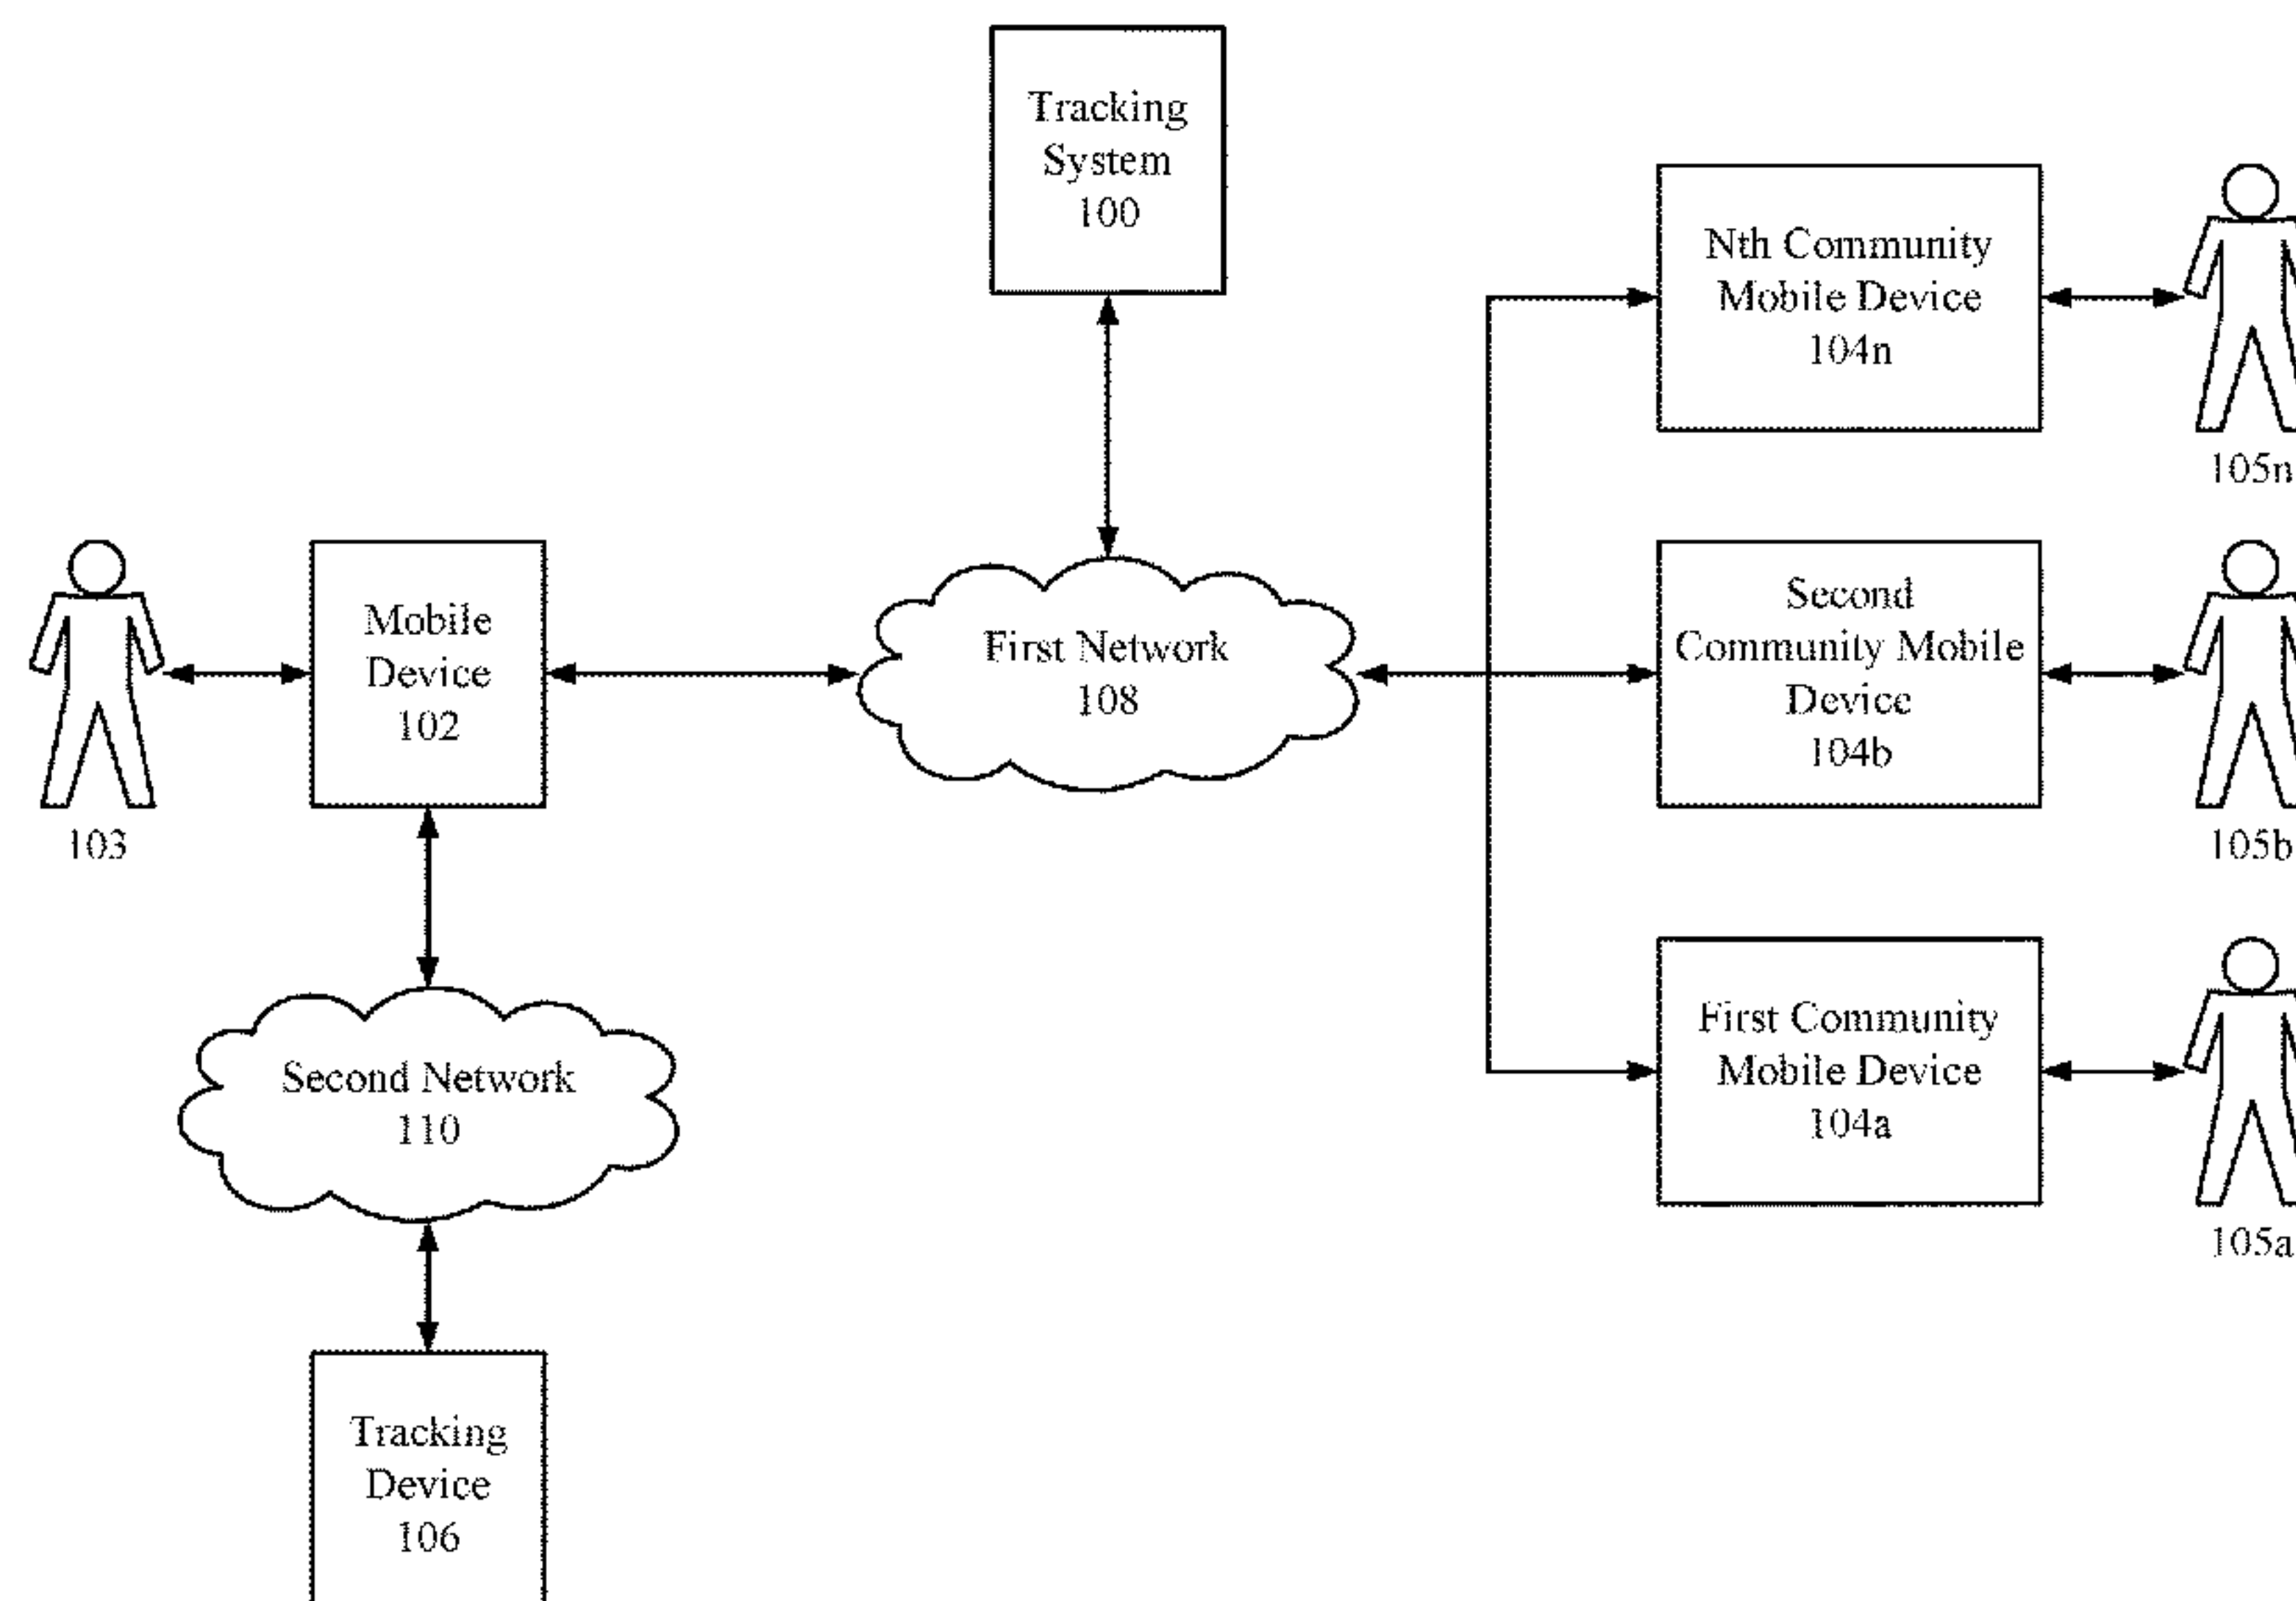 Tracking
System
100
Nth Community
Mobile Device
104n
105n
Mobile
Device
102
103
First Network
108
Second
Community Mobile
Device
104b
105b
Second Network
110
First Community
Mobile Device
104a
105a
Tracking
Device
106